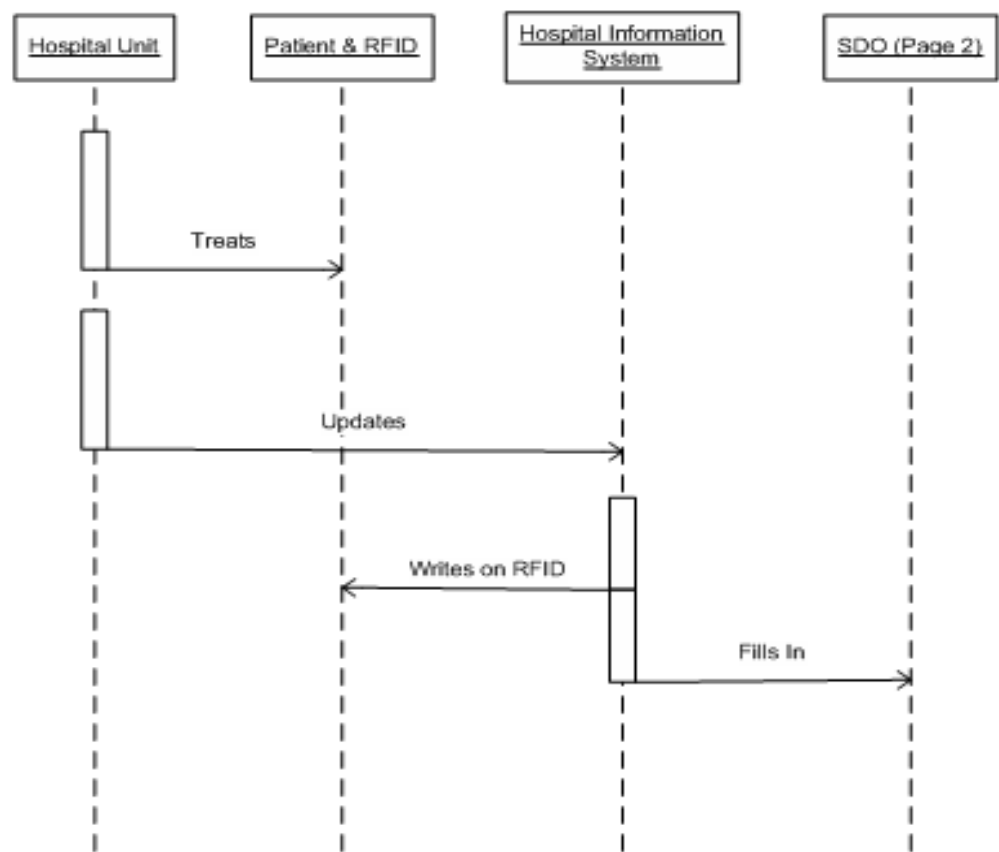 Hospital Unit
Patient & RFID
Hospital Information
System
SDO (Page 2)
Treats
Updates
Writes on RFID
Fills In